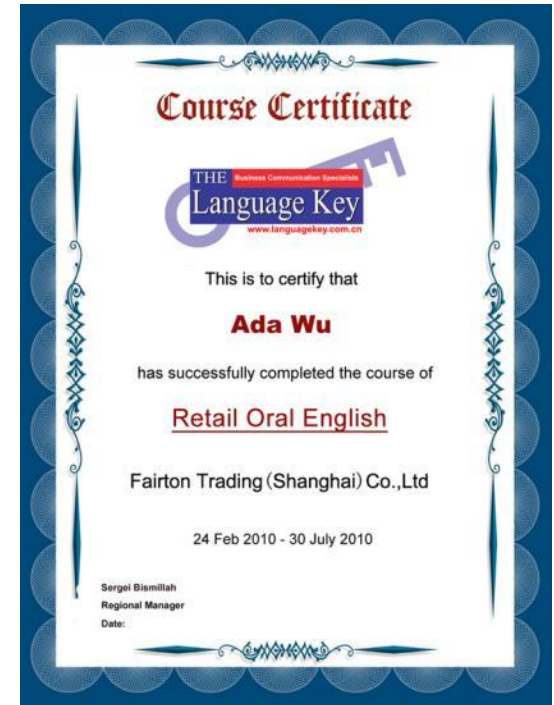 Course Certificate
THE Business Communication Specialists
Language Key
www.languagekey.com.cn
This is to certify that
Ada Wu
has successfully completed the course of
Retail Oral English
Fairton Trading(Shanghai)Co.,Ltd
24 Feb 2010 - 30 July 2010
Sergei Bismillah
Regional Manager
Date: